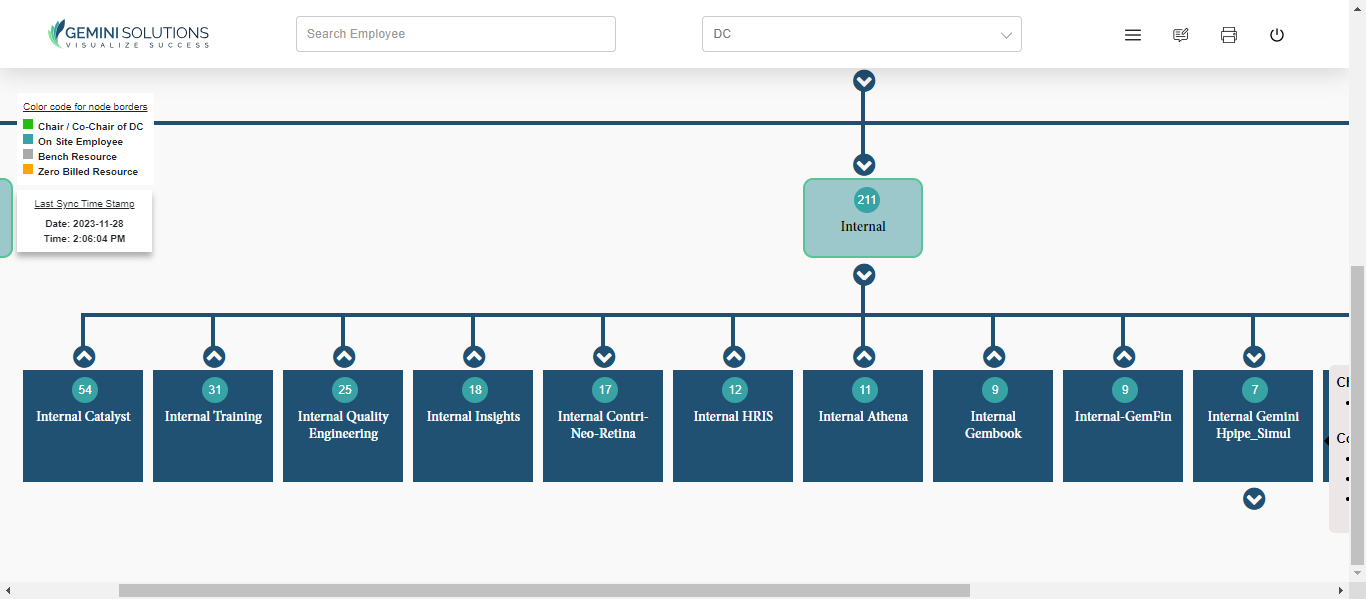 GEMINI SOLUTIONS
VISUALIZE SUCCESS
Search Employee
DC
Color code for node borders
Chair / Co-Chair of DC
On Site Employee
Bench Resource
Zero Billed Resource
Last Sync Time Stamp
Date: 2023-11-28
Time: 2:06:04 PM
211
Internal
54
Internal Catalyst
31
Internal Training
25
Internal Quality
Engineering
18
Internal Insights
17
Internal Contri-
Neo-Retina
12
Internal HRIS
11
Internal Athena
9
Internal
Gembook
9
Internal-GemFin
7
Internal Gemini
Hpipe_Simul